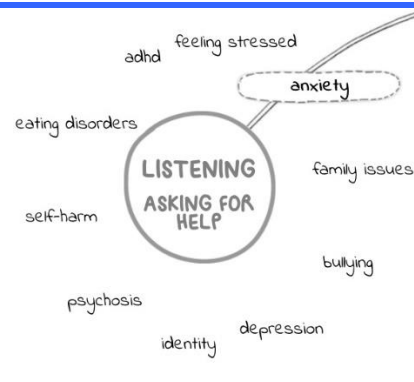 feeling stressed
adhd
anxiety
eating disorders
LISTENING
family issues
ASKING FOR
HELP
self-harm
bullying
psychosis
depression
identity